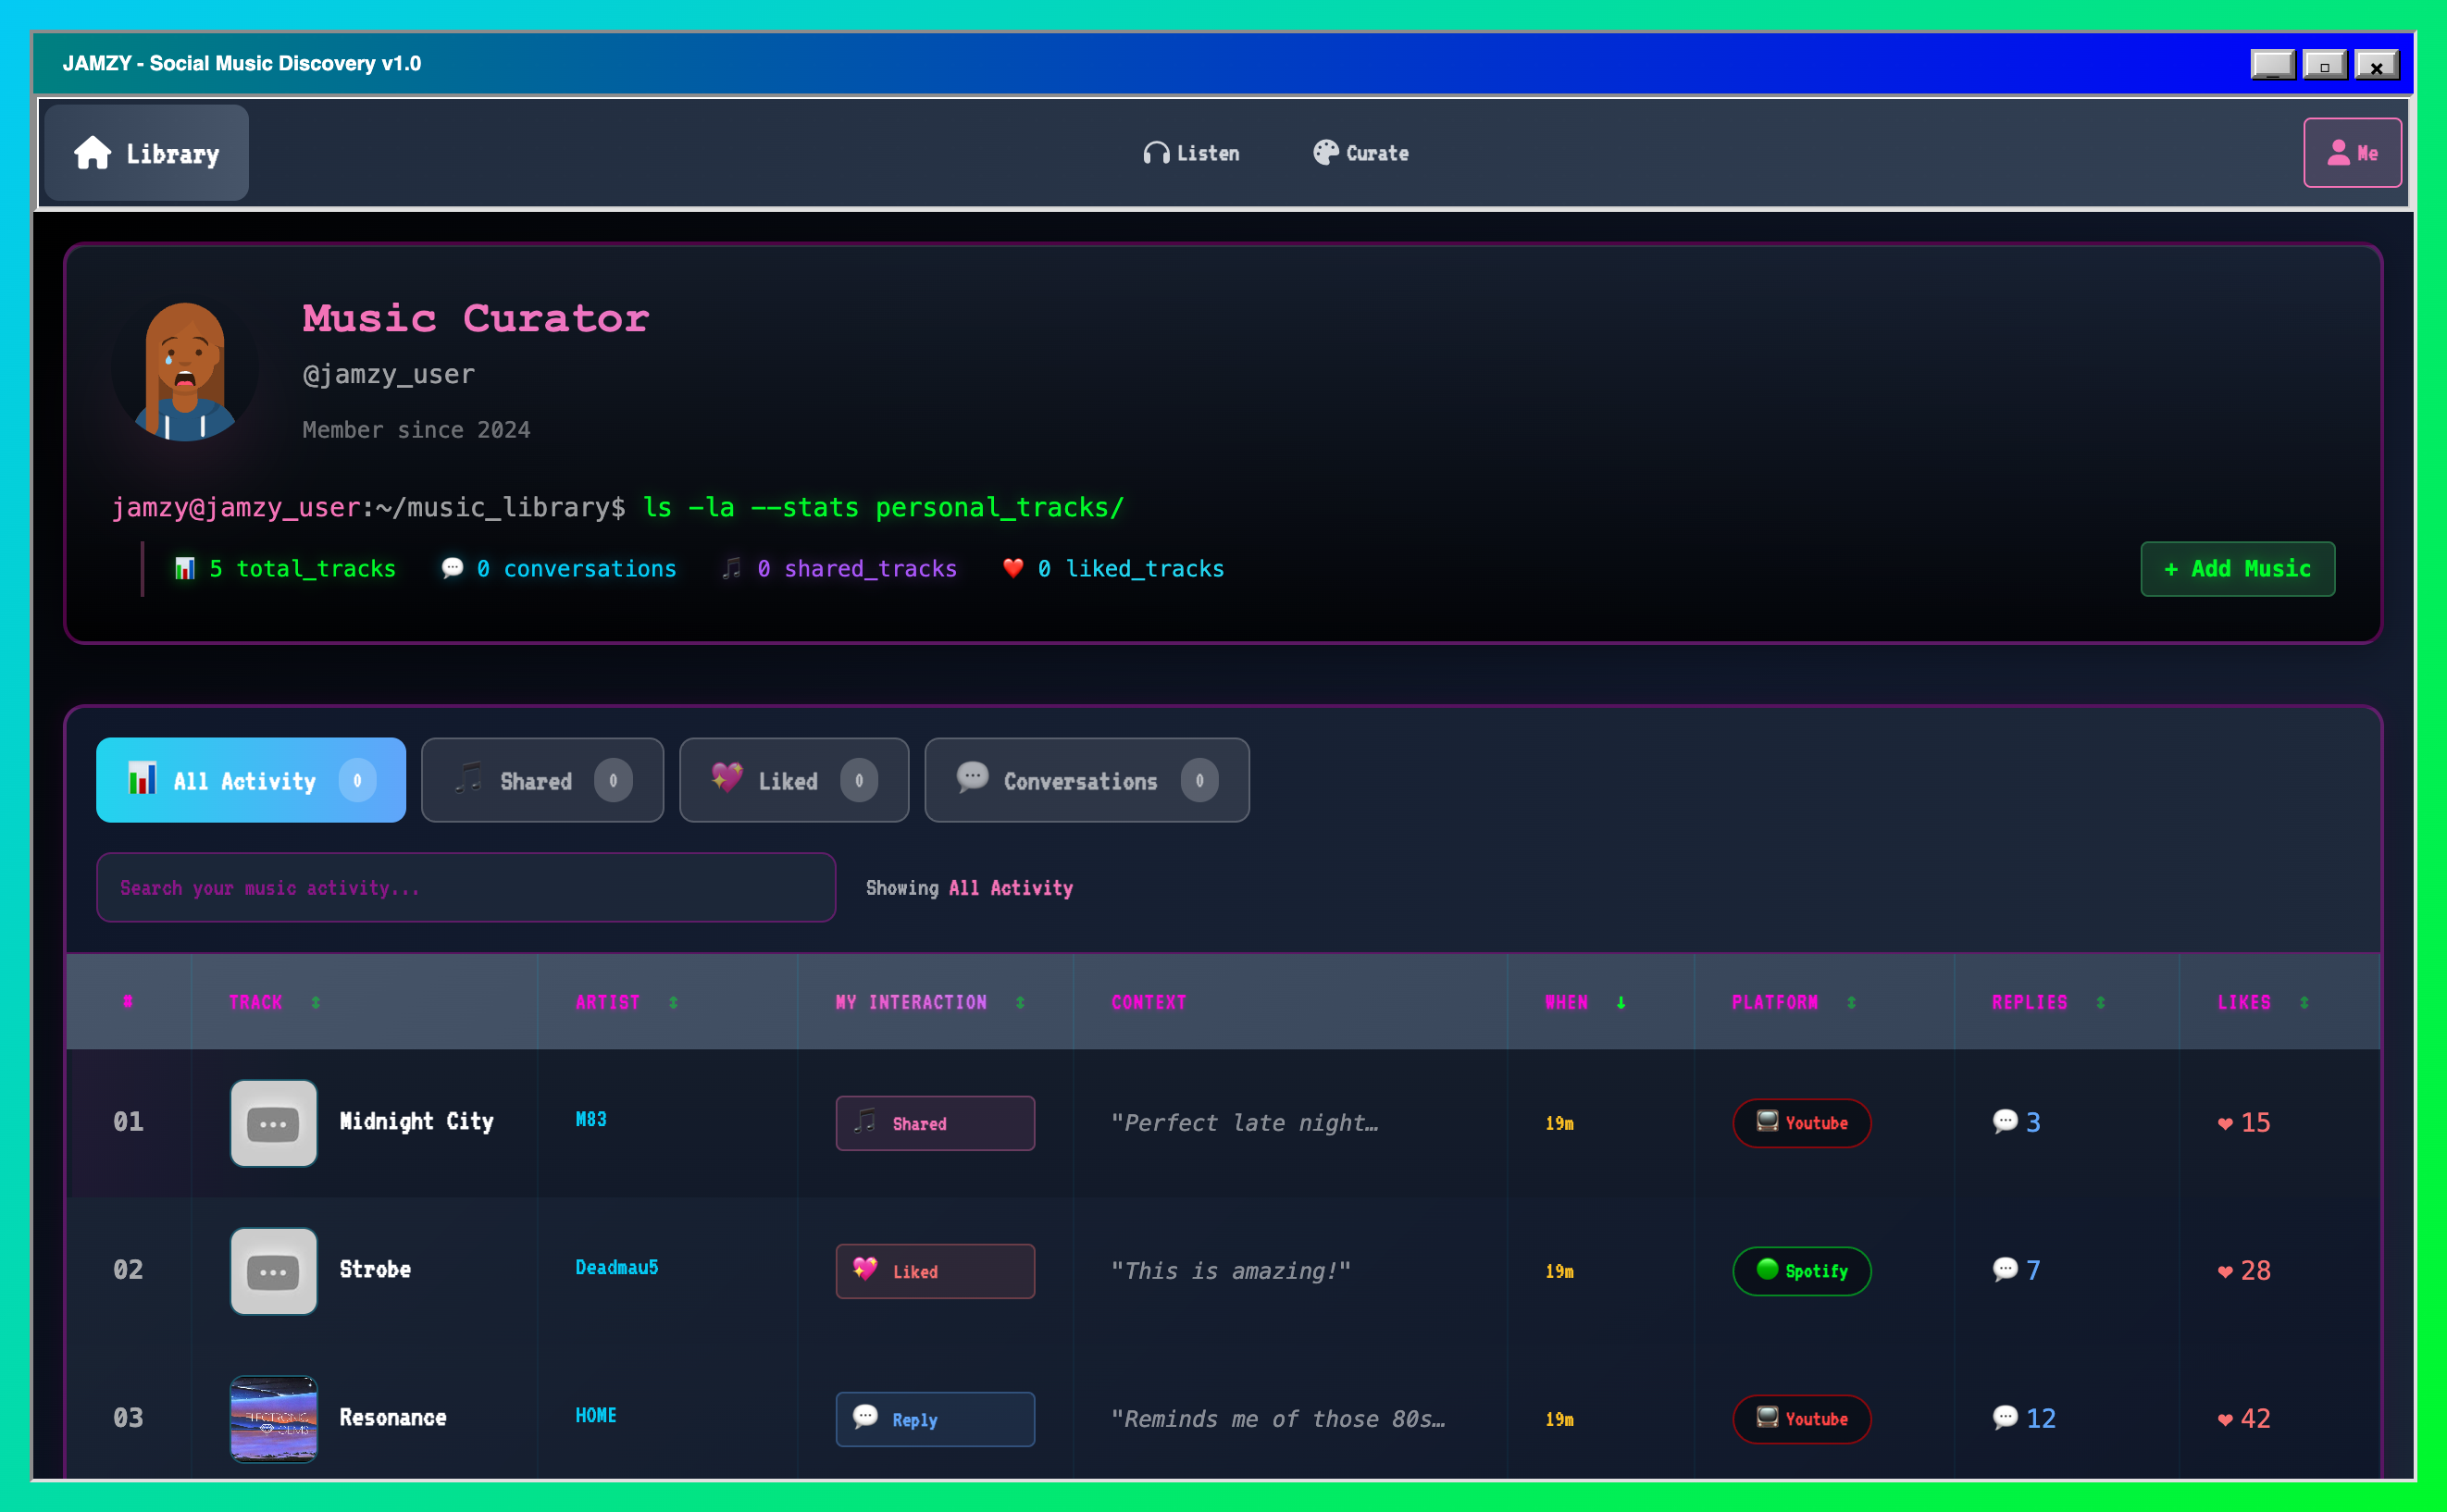 JAMZY - Social Music Discovery v1.0
Library
Listen
Curate
Me
Music Curator
@jamzy_user
Member since 2024
jamzy@jamzy_user:~/music_library$ ls -la --stats personal_tracks/
5 total_tracks 0 conversations 0 shared_tracks 0 liked_tracks
+ Add Music
All Activity 0
Shared 0
Liked 0
Conversations 0
Search your music activity...
Showing All Activity
# TRACK ARTIST MY INTERACTION CONTEXT WHEN PLATFORM REPLIES LIKES
01 Midnight City M83 Shared "Perfect late night… 19m Youtube 3 15
02 Strobe Deadmau5 Liked "This is amazing!" 19m Spotify 7 28
03 Resonance HOME Reply "Reminds me of those 80s… 19m Youtube 12 42